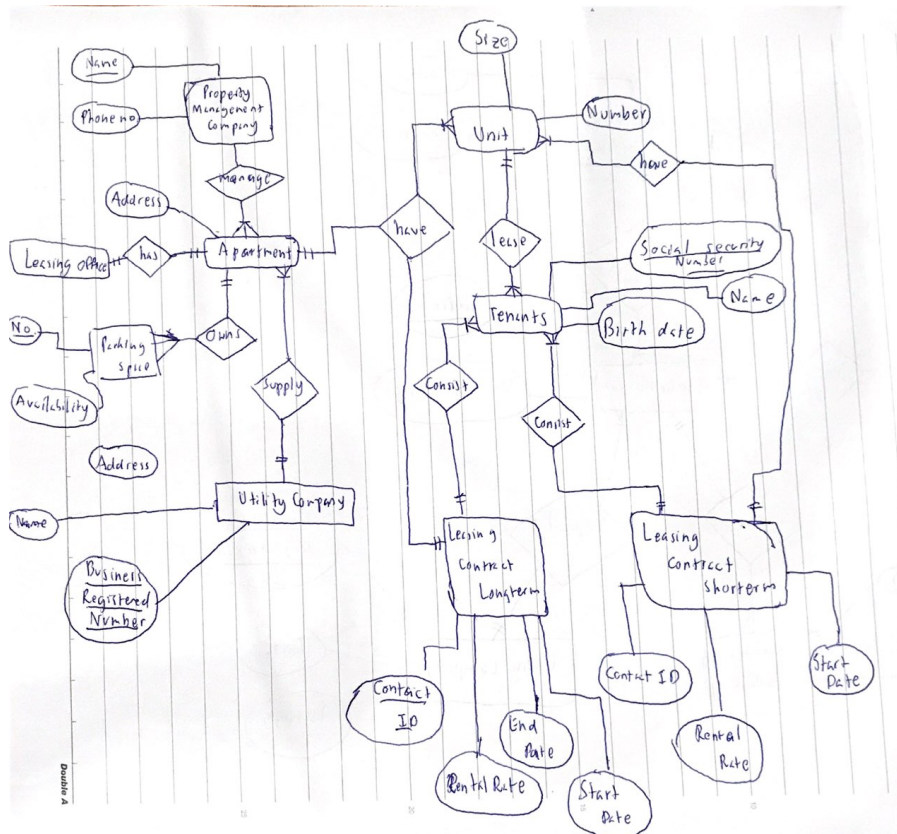 Size
Name
Property
Management
Company
Phone no
Unit
Number
have
manage
Address
Apartment
have
lease
Social security
Number
Leasing office
has
Name
Tenants
Birth date
No
Parking
Space
Owns
Supply
Consist
Availability
Consist
Address
Utility Company
Name
Leasing
Contract
Longterm
Leasing
Contract
Shorterm
Business
Registered
Number
Contact ID
Start
Date
Contract
ID
End
Date
Rental
Rate
Rental Rate
Start
Date
Double A